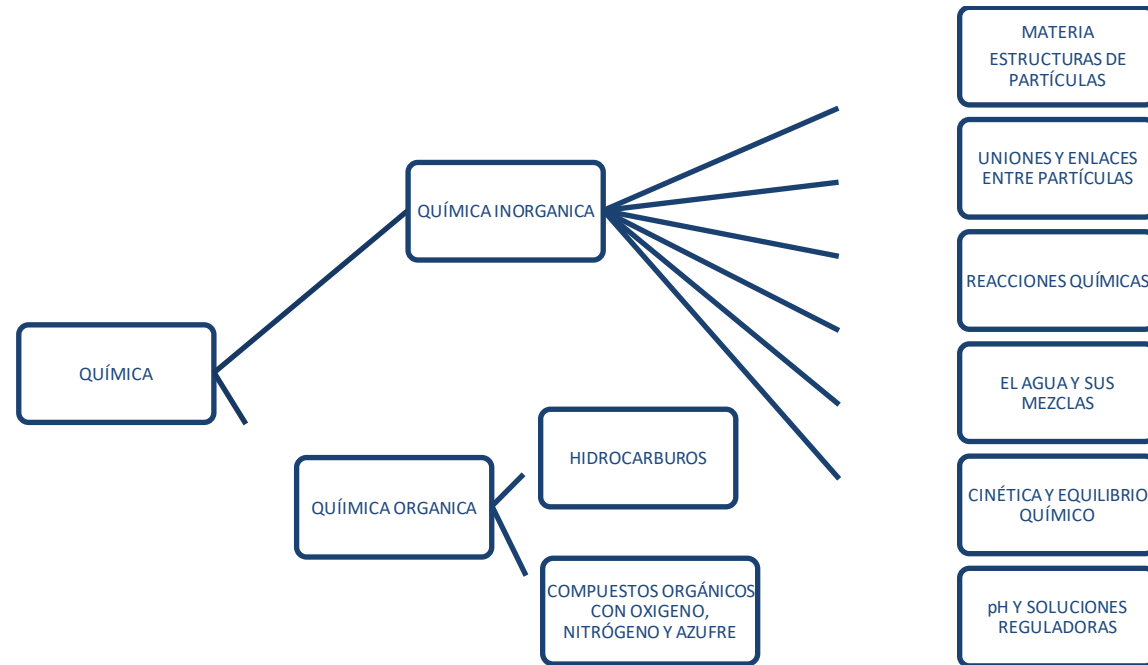 MATERIA
ESTRUCTURAS DE
PARTÍCULAS
UNIONES Y ENLACES
ENTRE PARTÍCULAS
QUÍMICA INORGANICA
REACCIONES QUÍMICAS
QUÍMICA
EL AGUA Y SUS
MEZCLAS
HIDROCARBUROS
QUÍIMICA ORGANICA
CINÉTICA Y EQUILIBRIO
QUÍMICO
COMPUESTOS ORGÁNICOS
CON OXIGENO,
NITRÓGENO Y AZUFRE
pH Y SOLUCIONES
REGULADORAS